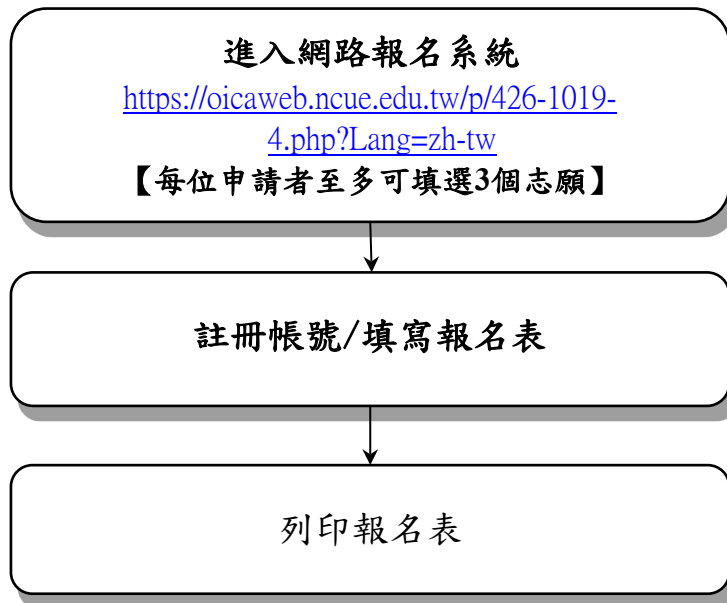 進入網路報名系統
https://oicaweb.ncue.edu.tw/p/426-1019-
4.php?Lang=zh-tw
【每位申請者至多可填選3個志願】
註冊帳號/填寫報名表
列印報名表